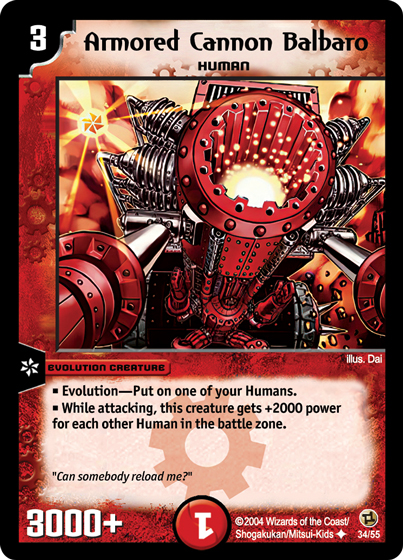 3
Armored Cannon Balbaro
HUMAN
illus. Dai
EVOLUTION CREATURE
▪ Evolution—Put on one of your Humans.
▪ While attacking, this creature gets +2000 power
for each other Human in the battle zone.
"Can somebody reload me?"
3000+
1
©2004 Wizards of the Coast/
Shogakukan/Mitsui-Kids ✦ 34/55